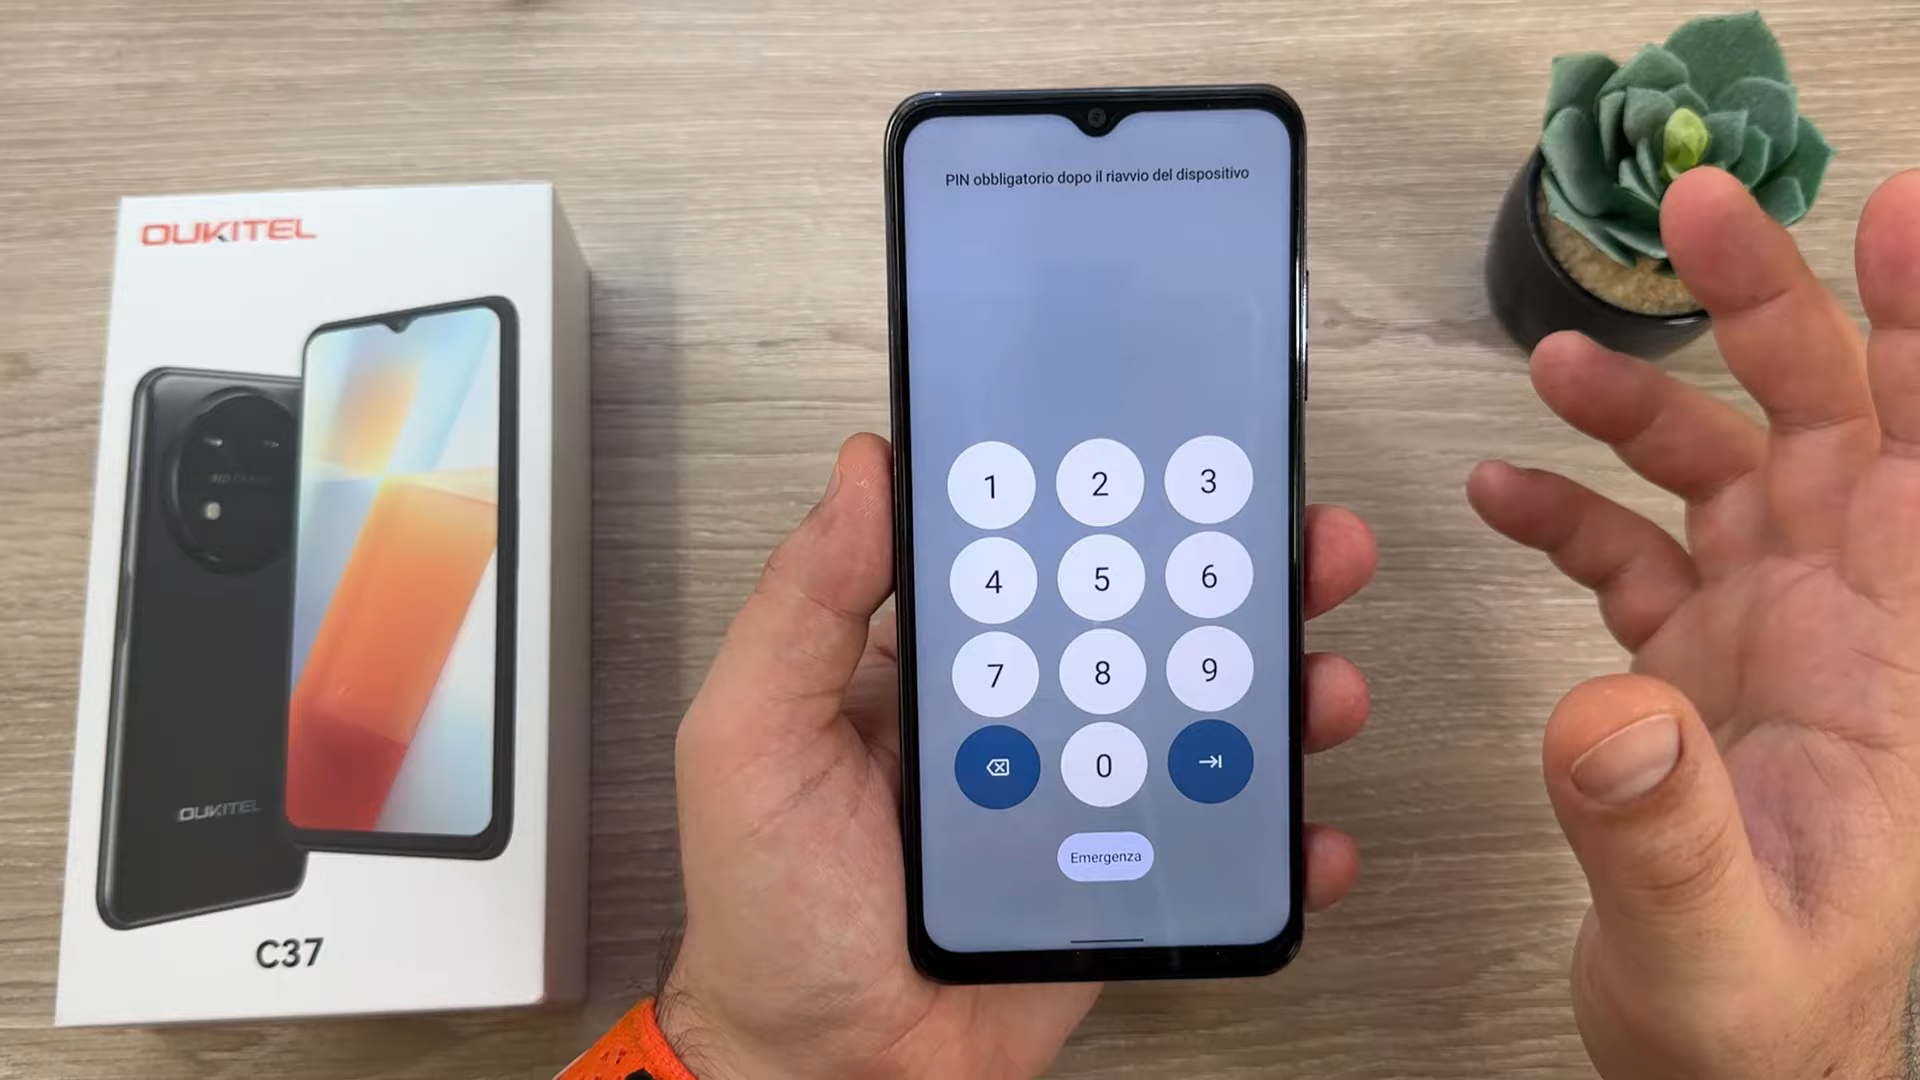 OUKITEL
OUKITEL
C37
PIN obbligatorio dopo il riavvio del dispositivo
1 2 3
4 5 6
7 8 9
0
Emergenza